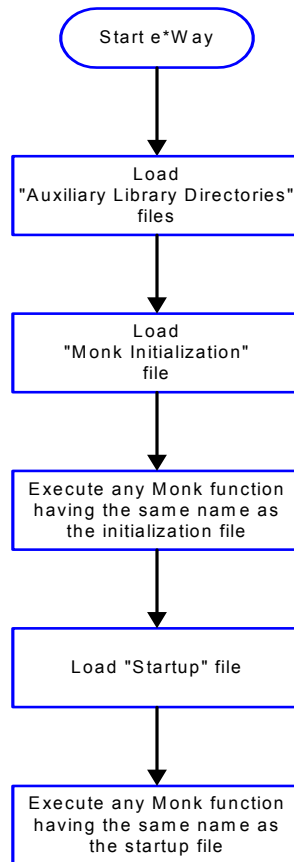 Start e*Way
Load
"Auxiliary Library Directories"
files
Load
"Monk Initialization"
file
Execute any Monk function
having the same name as
the initialization file
Load "Startup" file
Execute any Monk function
having the same name as
the startup file